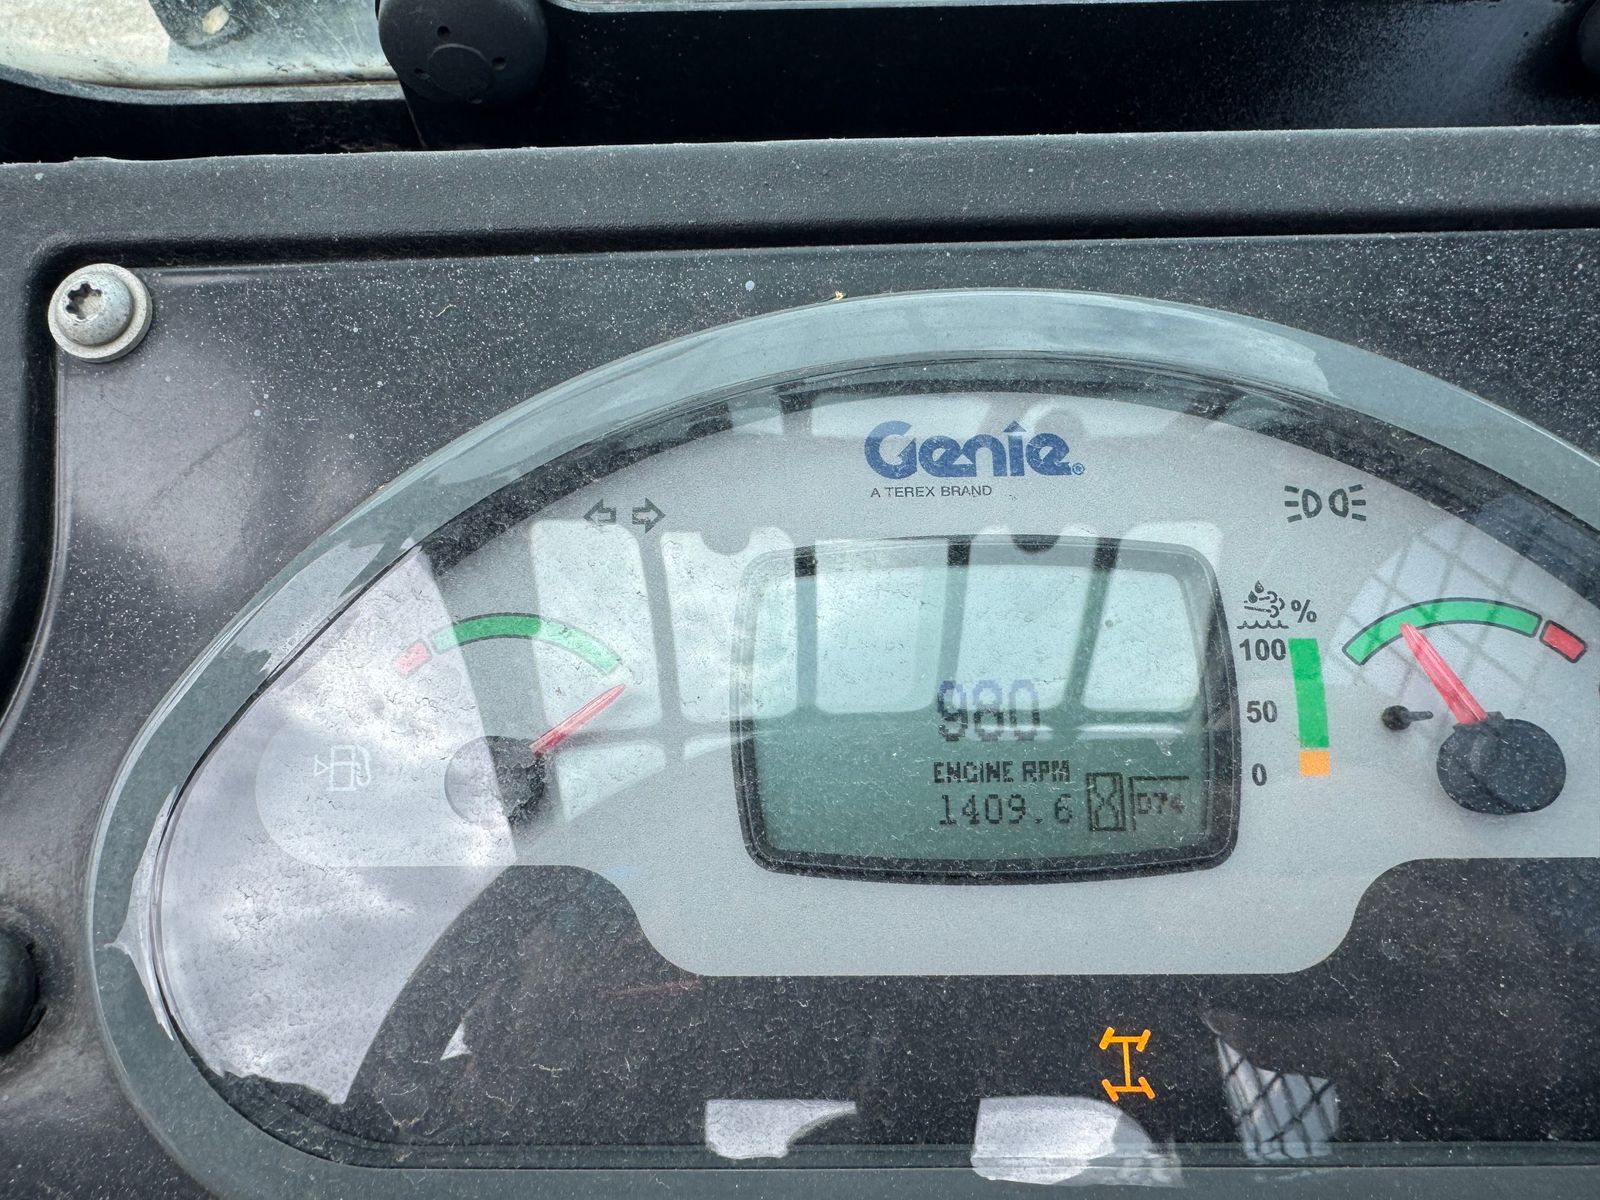 Genie®
A TEREX BRAND
%
100
50
0
980
ENGINE RPM
1409.6